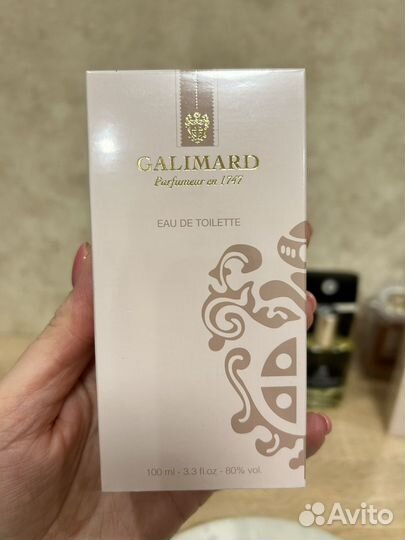 GALIMARD
Parfumeur en 1747
EAU DE TOILETTE
100 ml - 3.3 fl.oz - 80% vol.
Avito